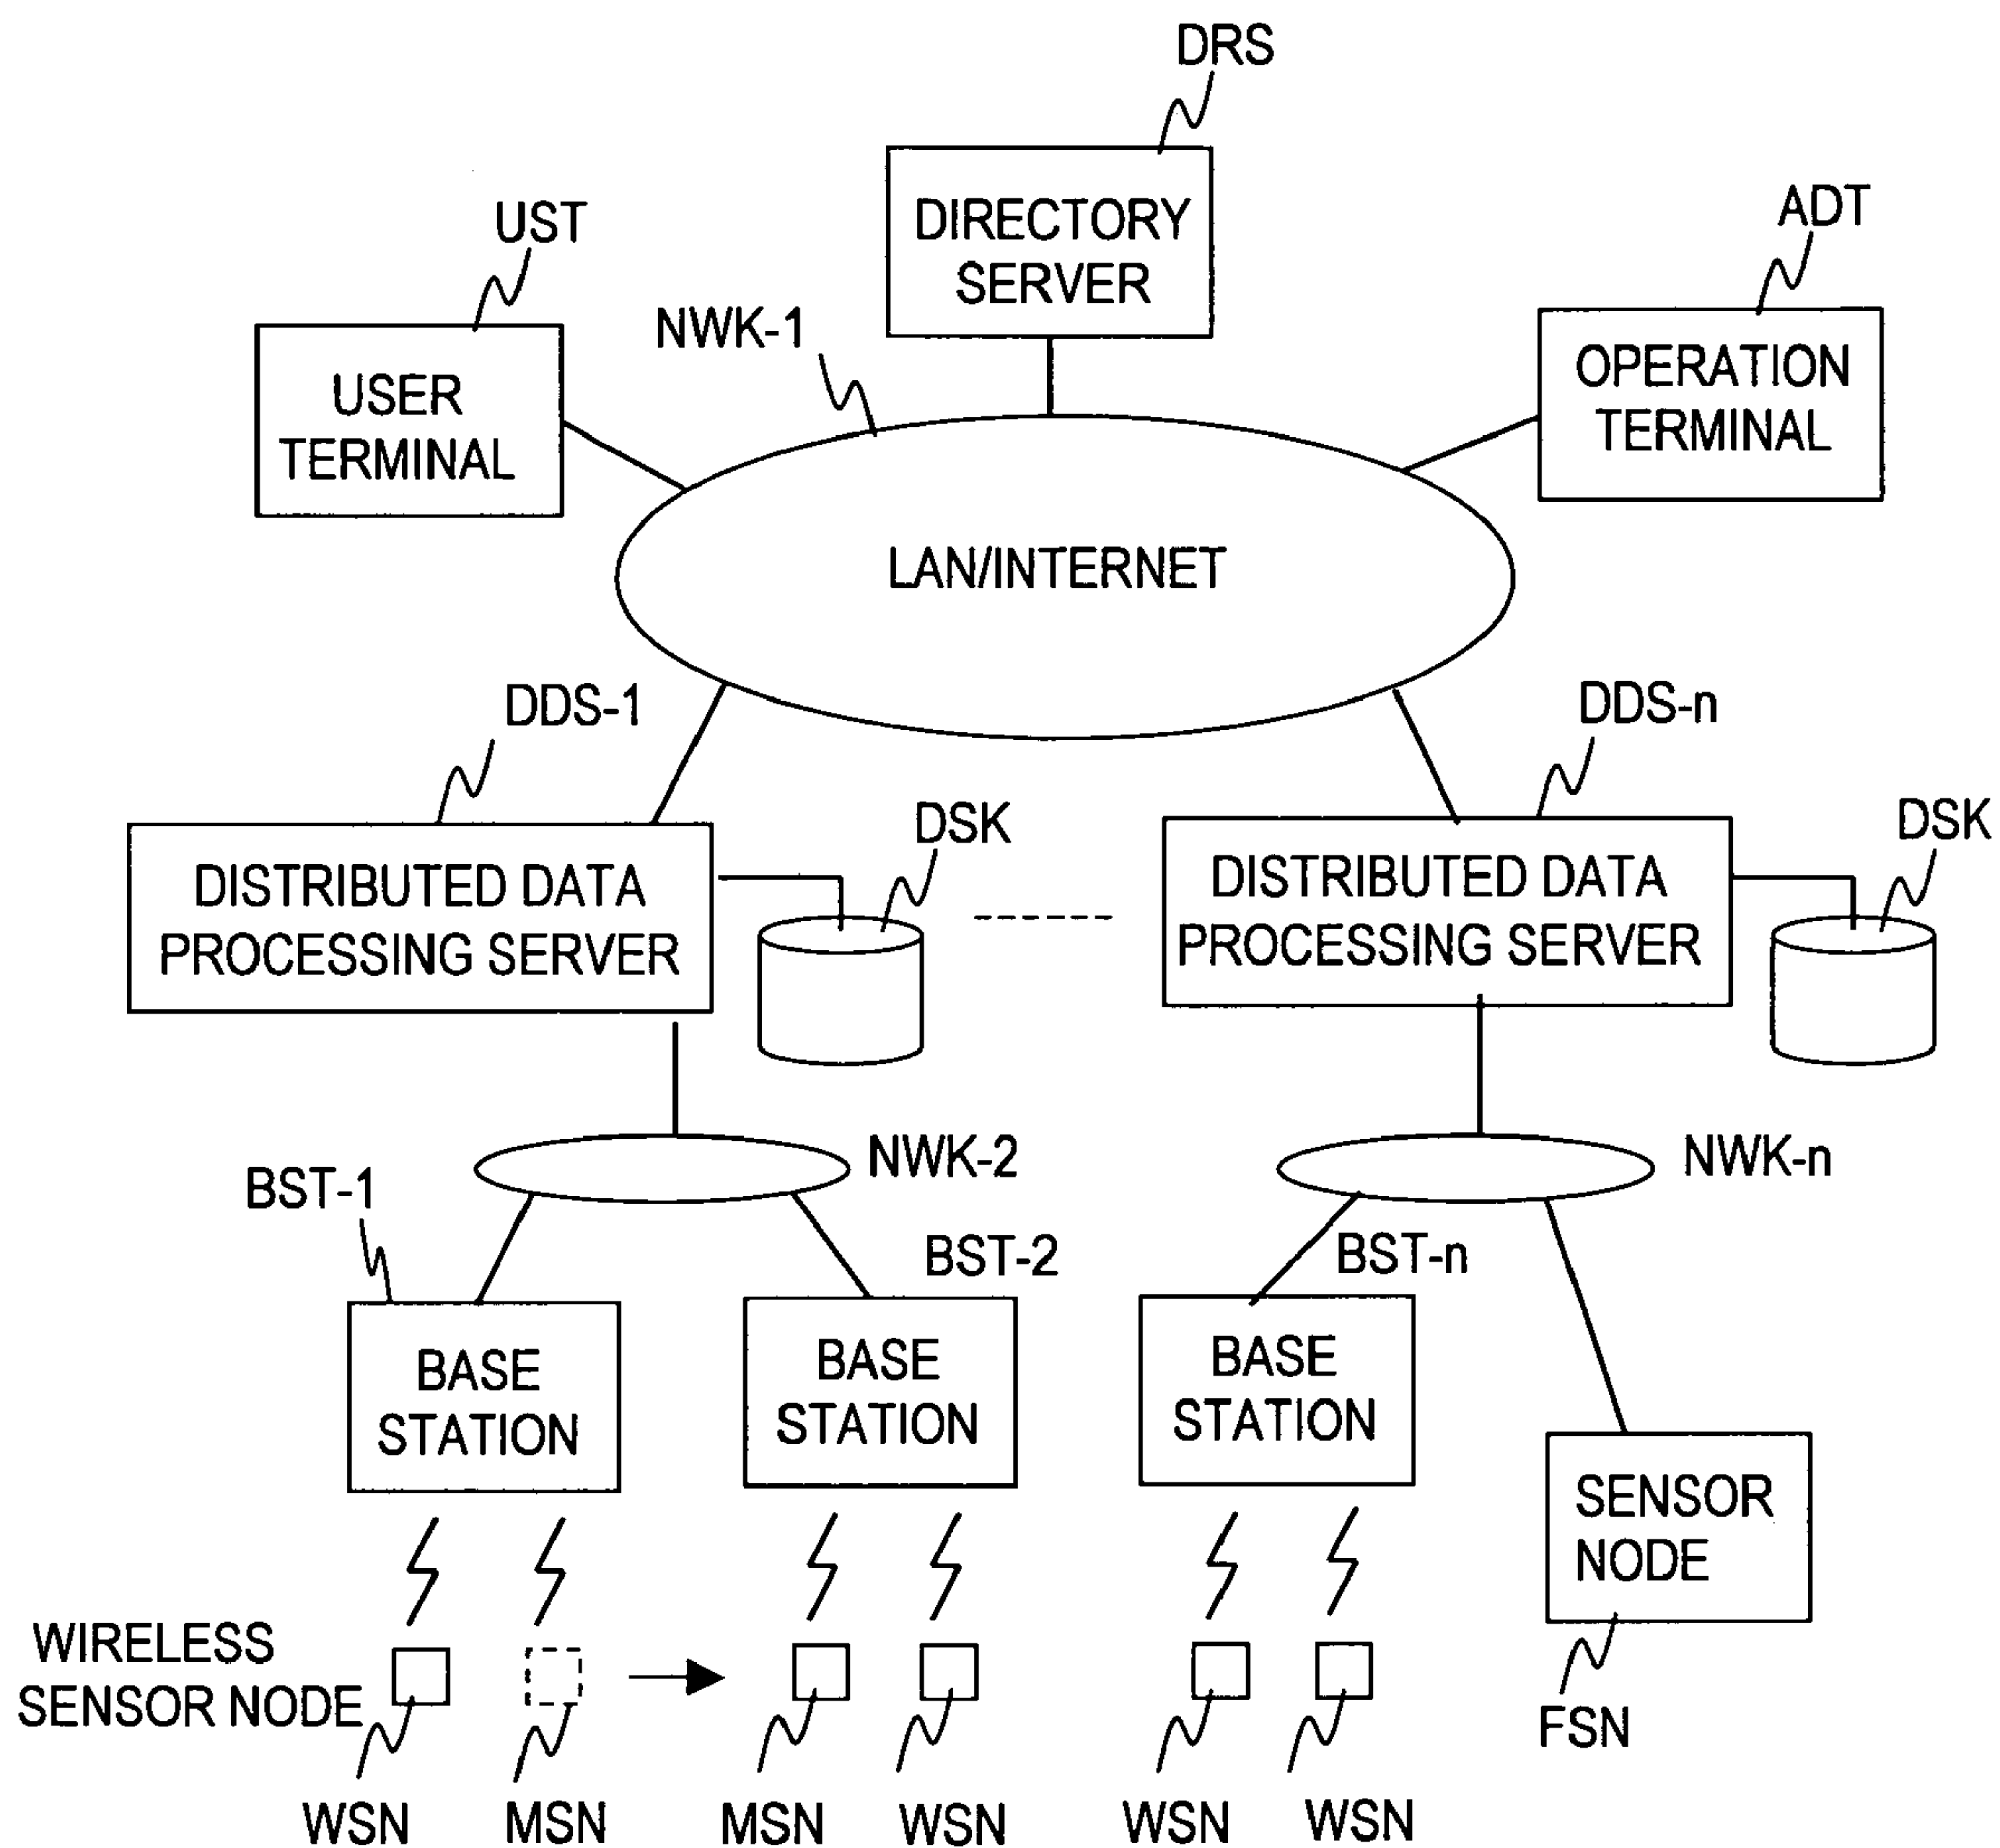 DRS
DIRECTORY
SERVER
UST
ADT
NWK-1
USER
TERMINAL
OPERATION
TERMINAL
LAN/INTERNET
DDS-1
DDS-n
DSK
DSK
DISTRIBUTED DATA
PROCESSING SERVER
DISTRIBUTED DATA
PROCESSING SERVER
NWK-2
NWK-n
BST-1
BST-2
BST-n
BASE
STATION
BASE
STATION
BASE
STATION
SENSOR
NODE
WIRELESS
SENSOR NODE
FSN
WSN
MSN
MSN
WSN
WSN
WSN